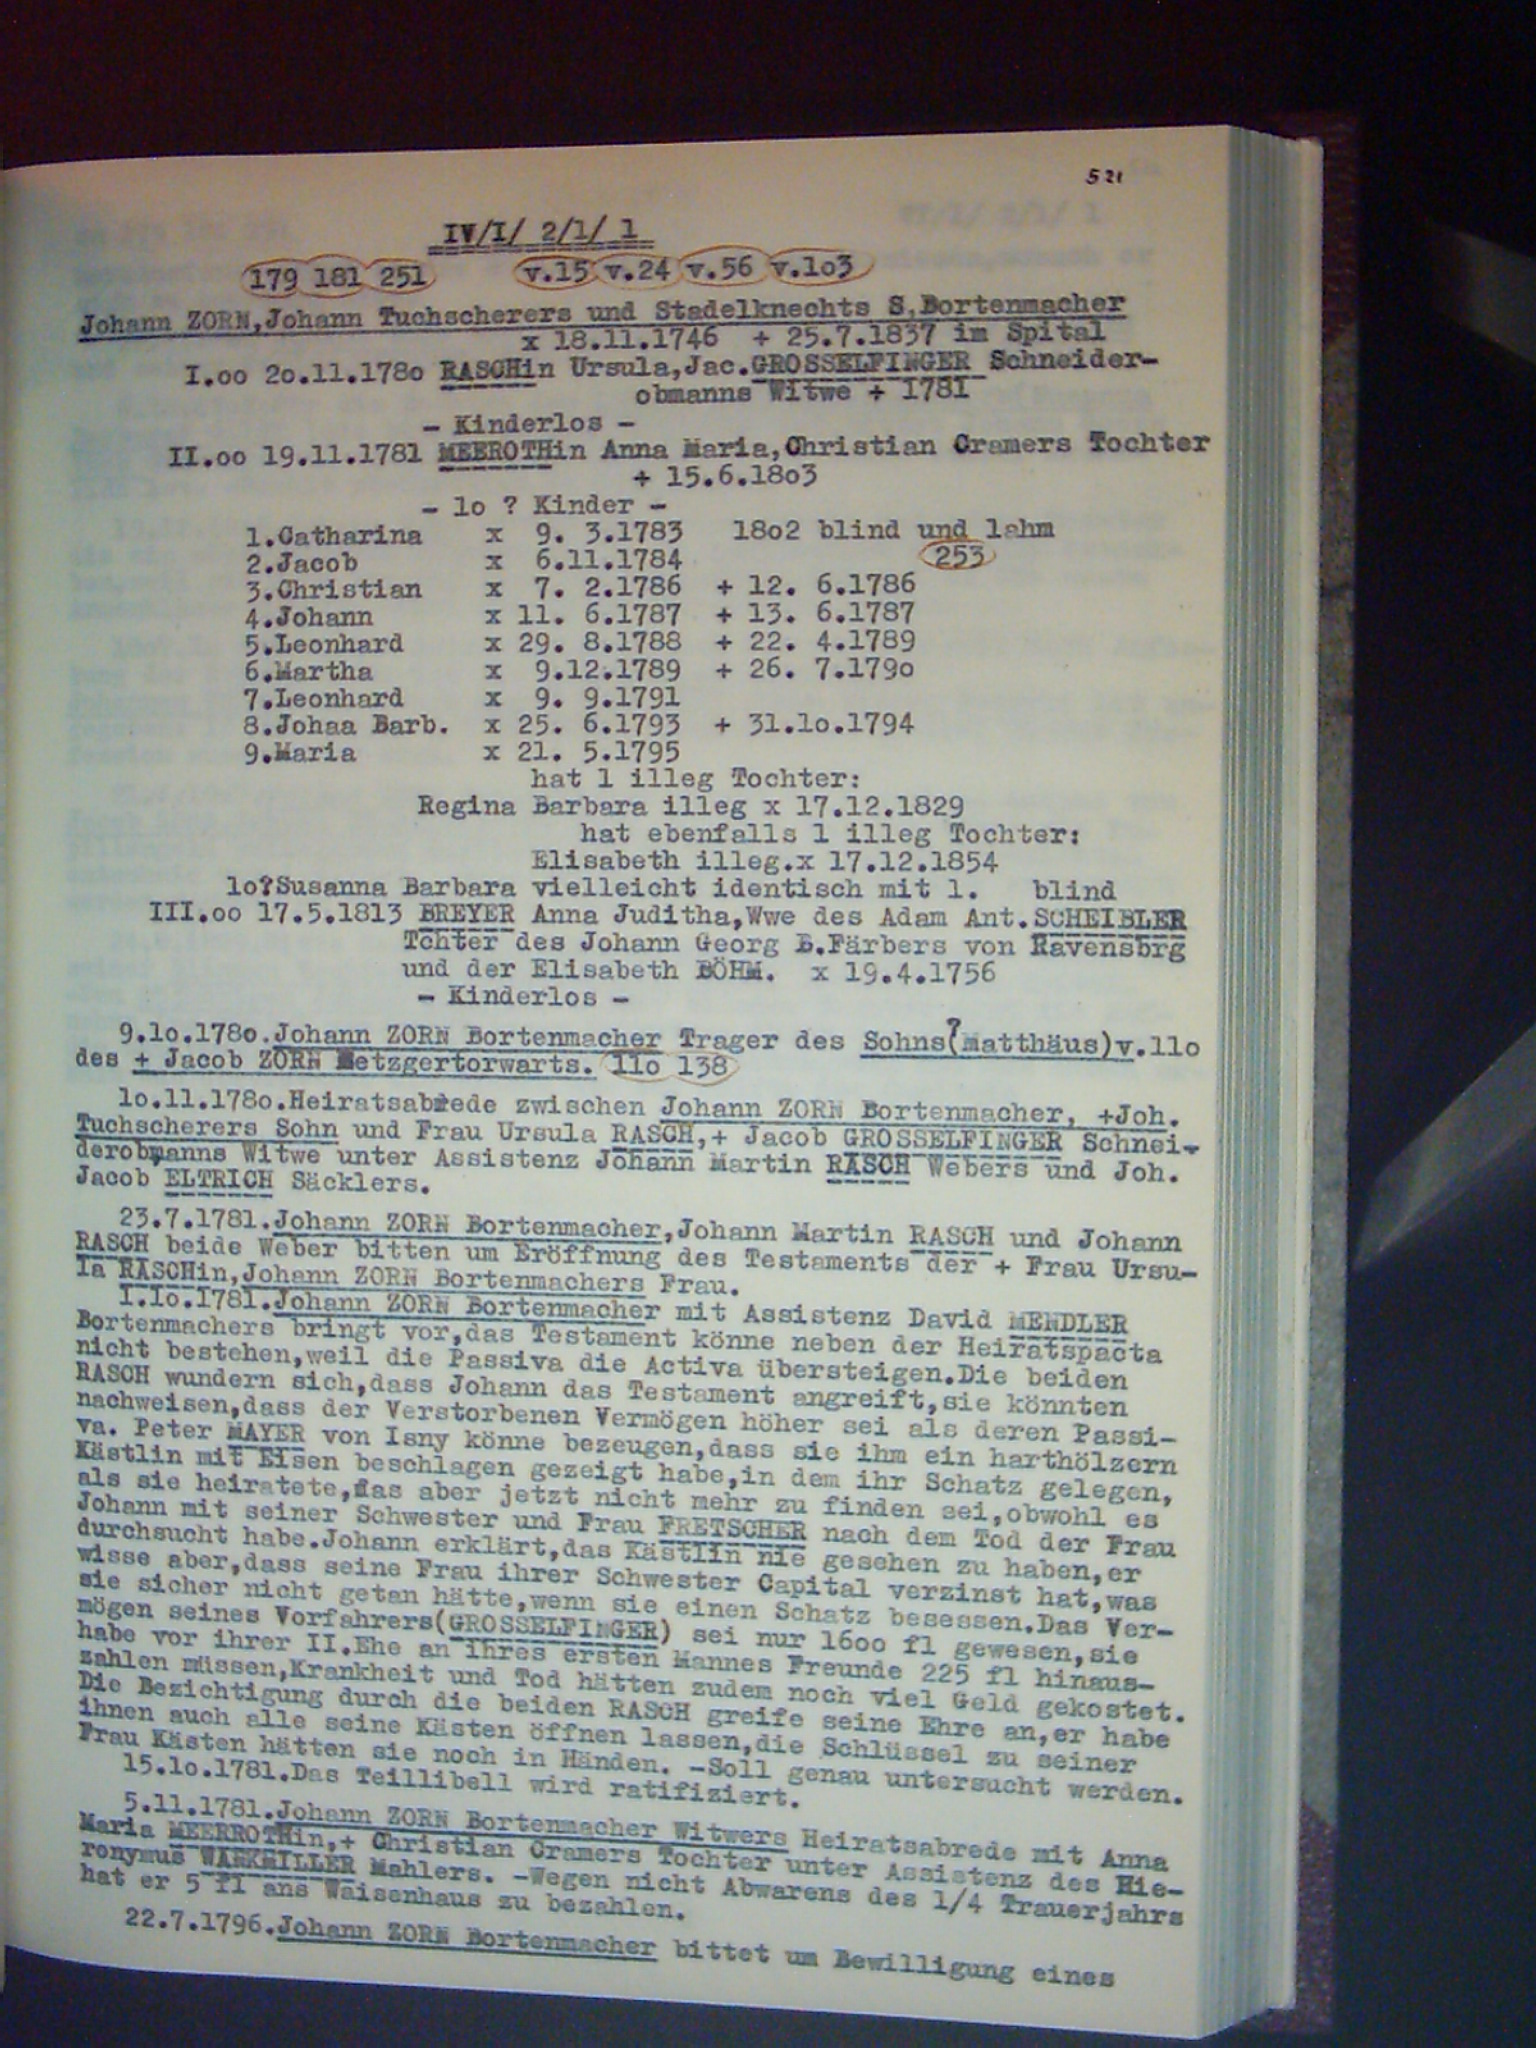 521
IV/I/ 2/1/ 1
179 181 251 v.15 v.24 v.56 v.lo3
Johann ZORN,Johann Tuchscherers und Stadelknechts S,Bortenmacher
x 18.11.1746 + 25.7.1837 im Spital
I.oo 2o.11.178o RASCHin Ursula,Jac.GROSSELFINGER Schneider-
obmanns Witwe + 1781
- Kinderlos -
II.oo 19.11.1781 MEEROTHin Anna Maria,Christian Cramers Tochter
+ 15.6.18o3
- lo ? Kinder -
1.Catharina x 9. 3.1783 18o2 blind und lahm
2.Jacob x 6.11.1784 253
3.Christian x 7. 2.1786 + 12. 6.1786
4.Johann x 11. 6.1787 + 13. 6.1787
5.Leonhard x 29. 8.1788 + 22. 4.1789
6.Martha x 9.12.1789 + 26. 7.179o
7.Leonhard x 9. 9.1791
8.Johaa Barb. x 25. 6.1793 + 31.lo.1794
9.Maria x 21. 5.1795
hat 1 illeg Tochter:
Regina Barbara illeg x 17.12.1829
hat ebenfalls 1 illeg Tochter:
Elisabeth illeg.x 17.12.1854
lo?Susanna Barbara vielleicht identisch mit 1. blind
III.oo 17.5.1813 BREYER Anna Juditha,Wwe des Adam Ant.SCHEIBLER
Tchter des Johann Georg B.Färbers von Ravensbrg
und der Elisabeth BÖHM. x 19.4.1756
- Kinderlos -
9.lo.178o.Johann ZORN Bortenmacher Trager des Sohns(?Matthäus)v.llo
des + Jacob ZORN Metzgertorwarts. llo 138
lo.11.178o.Heiratsabrede zwischen Johann ZORN Bortenmacher, +Joh.
Tuchscherers Sohn und Frau Ursula RASCH,+ Jacob GROSSELFINGER Schnei-
derobmanns Witwe unter Assistenz Johann Martin RASCH Webers und Joh.
Jacob ELTRICH Säcklers.
23.7.1781.Johann ZORN Bortenmacher,Johann Martin RASCH und Johann
RASCH beide Weber bitten um Eröffnung des Testaments der + Frau Ursu-
la RASCHin,Johann ZORN Bortenmachers Frau.
1.lo.1781.Johann ZORN Bortenmacher mit Assistenz David MENDLER
Bortenmachers bringt vor,das Testament könne neben der Heiratspacta
nicht bestehen,weil die Passiva die Activa übersteigen.Die beiden
RASCH wundern sich,dass Johann das Testament angreift,sie könnten
nachweisen,dass der Verstorbenen Vermögen höher sei als deren Passi-
va. Peter MAYER von Isny könne bezeugen,dass sie ihm ein harthölzern
Kästlin mit Eisen beschlagen gezeigt habe,in dem ihr Schatz gelegen,
als sie heiratete,das aber jetzt nicht mehr zu finden sei,obwohl es
Johann mit seiner Schwester und Frau FRETSCHER nach dem Tod der Frau
durchsucht habe.Johann erklärt,das Kästlin nie gesehen zu haben,er
wisse aber,dass seine Frau ihrer Schwester Capital verzinst hat,was
sie sicher nicht getan hätte,wenn sie einen Schatz besessen.Das Ver-
mögen seines Vorfahrers(GROSSELFINGER) sei nur 16oo fl gewesen,sie
habe vor ihrer II.Ehe an ihres ersten Mannes Freunde 225 fl hinaus-
zahlen müssen,Krankheit und Tod hätten zudem noch viel Geld gekostet.
Die Bezichtigung durch die beiden RASCH greife seine Ehre an,er habe
ihnen auch alle seine Kästen öffnen lassen,die Schlüssel zu seiner
Frau Kästen hätten sie noch in Händen. -Soll genau untersucht werden.
15.lo.1781.Das Teillibell wird ratifiziert.
5.11.1781.Johann ZORN Bortenmacher Witwers Heiratsabrede mit Anna
Maria MEERROTHin,+ Christian Cramers Tochter unter Assistenz des Hie-
ronymus WARKMILLER Mahlers. -Wegen nicht Abwarens des 1/4 Trauerjahrs
hat er 5 fl ans Waisenhaus zu bezahlen.
22.7.1796.Johann ZORN Bortenmacher bittet um Bewilligung eines